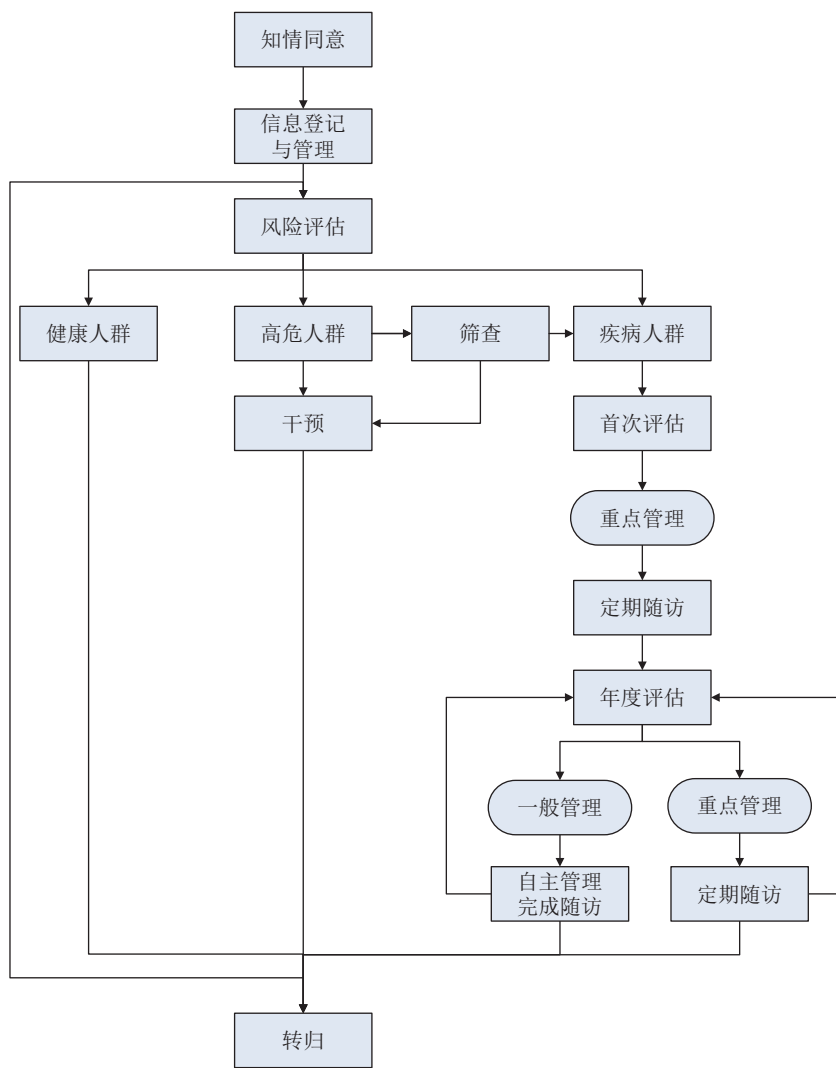 知情同意
信息登记
与管理
风险评估
健康人群
高危人群
筛查
疾病人群
干预
首次评估
重点管理
定期随访
年度评估
一般管理
重点管理
自主管理
完成随访
定期随访
转归